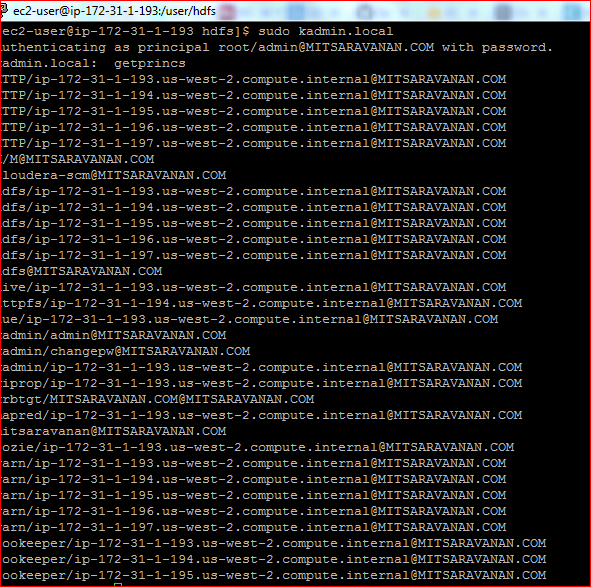 ec2-user@ip-172-31-1-193:/user/hdfs
ec2-user@ip-172-31-1-193 hdfs]$ sudo kadmin.local
uthenticating as principal root/admin@MITSARAVANAN.COM with password.
admin.local:  getprincs
TTP/ip-172-31-1-193.us-west-2.compute.internal@MITSARAVANAN.COM
TTP/ip-172-31-1-194.us-west-2.compute.internal@MITSARAVANAN.COM
TTP/ip-172-31-1-195.us-west-2.compute.internal@MITSARAVANAN.COM
TTP/ip-172-31-1-196.us-west-2.compute.internal@MITSARAVANAN.COM
TTP/ip-172-31-1-197.us-west-2.compute.internal@MITSARAVANAN.COM
/M@MITSARAVANAN.COM
loudera-scm@MITSARAVANAN.COM
dfs/ip-172-31-1-193.us-west-2.compute.internal@MITSARAVANAN.COM
dfs/ip-172-31-1-194.us-west-2.compute.internal@MITSARAVANAN.COM
dfs/ip-172-31-1-195.us-west-2.compute.internal@MITSARAVANAN.COM
dfs/ip-172-31-1-196.us-west-2.compute.internal@MITSARAVANAN.COM
dfs/ip-172-31-1-197.us-west-2.compute.internal@MITSARAVANAN.COM
dfs@MITSARAVANAN.COM
ive/ip-172-31-1-193.us-west-2.compute.internal@MITSARAVANAN.COM
ttpfs/ip-172-31-1-194.us-west-2.compute.internal@MITSARAVANAN.COM
ue/ip-172-31-1-193.us-west-2.compute.internal@MITSARAVANAN.COM
admin/admin@MITSARAVANAN.COM
admin/changepw@MITSARAVANAN.COM
admin/ip-172-31-1-193.us-west-2.compute.internal@MITSARAVANAN.COM
iprop/ip-172-31-1-193.us-west-2.compute.internal@MITSARAVANAN.COM
rbtgt/MITSARAVANAN.COM@MITSARAVANAN.COM
apred/ip-172-31-1-193.us-west-2.compute.internal@MITSARAVANAN.COM
itsaravanan@MITSARAVANAN.COM
ozie/ip-172-31-1-193.us-west-2.compute.internal@MITSARAVANAN.COM
arn/ip-172-31-1-193.us-west-2.compute.internal@MITSARAVANAN.COM
arn/ip-172-31-1-194.us-west-2.compute.internal@MITSARAVANAN.COM
arn/ip-172-31-1-195.us-west-2.compute.internal@MITSARAVANAN.COM
arn/ip-172-31-1-196.us-west-2.compute.internal@MITSARAVANAN.COM
arn/ip-172-31-1-197.us-west-2.compute.internal@MITSARAVANAN.COM
ookeeper/ip-172-31-1-193.us-west-2.compute.internal@MITSARAVANAN.COM
ookeeper/ip-172-31-1-194.us-west-2.compute.internal@MITSARAVANAN.COM
ookeeper/ip-172-31-1-195.us-west-2.compute.internal@MITSARAVANAN.COM